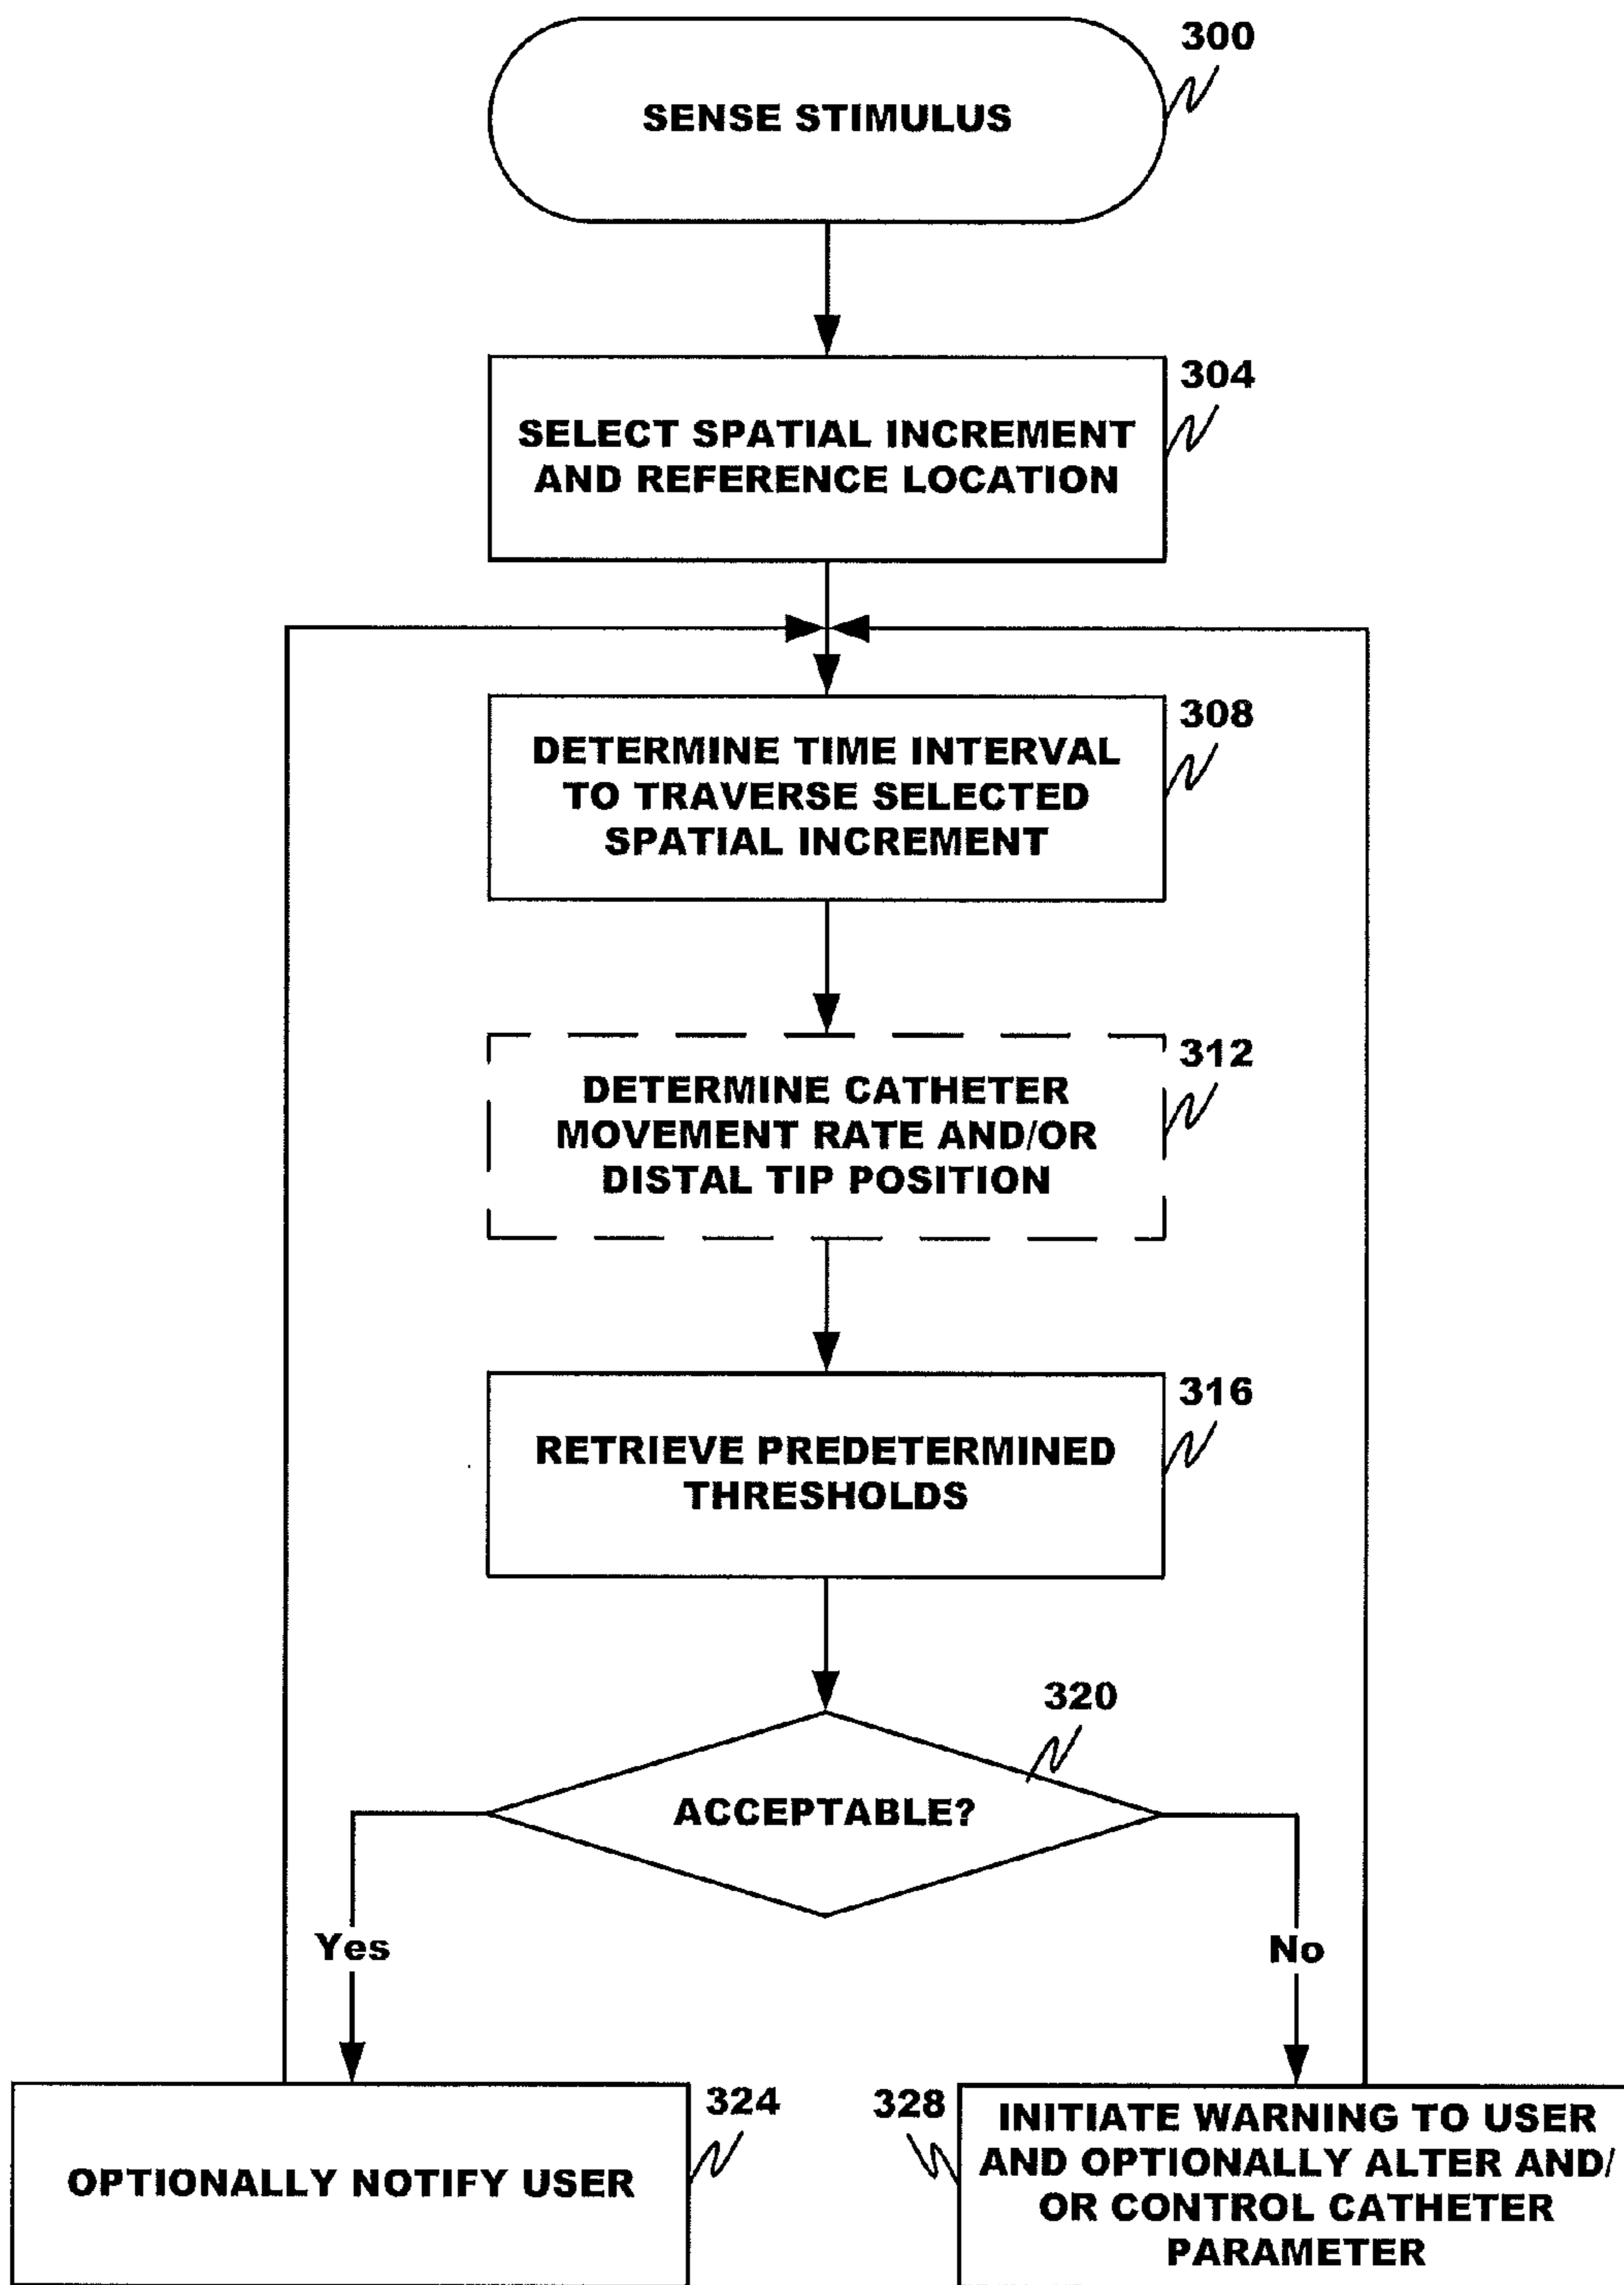 300
SENSE STIMULUS
304
SELECT SPATIAL INCREMENT
AND REFERENCE LOCATION
308
DETERMINE TIME INTERVAL
TO TRAVERSE SELECTED
SPATIAL INCREMENT
312
DETERMINE CATHETER
MOVEMENT RATE AND/OR
DISTAL TIP POSITION
316
RETRIEVE PREDETERMINED
THRESHOLDS
320
ACCEPTABLE?
Yes
No
324
OPTIONALLY NOTIFY USER
328
INITIATE WARNING TO USER
AND OPTIONALLY ALTER AND/
OR CONTROL CATHETER
PARAMETER